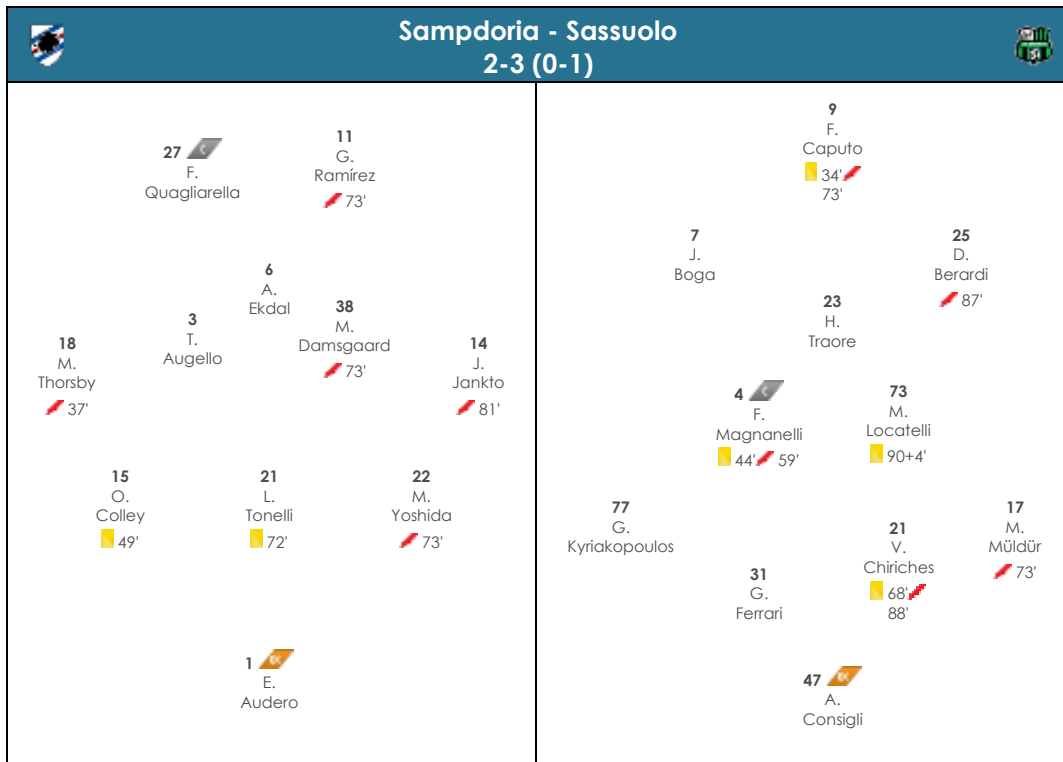 Sampdoria - Sassuolo
2-3 (0-1)
27 C
F.
Quagliarella
11
G.
Ramírez
73'
6
A.
Ekdal
3
T.
Augello
38
M.
Damsgaard
73'
18
M.
Thorsby
37'
14
J.
Jankto
81'
15
O.
Colley
49'
21
L.
Tonelli
72'
22
M.
Yoshida
73'
1
E.
Audero
9
F.
Caputo
34'
73'
7
J.
Boga
25
D.
Berardi
87'
23
H.
Traore
4 C
F.
Magnanelli
44' 59'
73
M.
Locatelli
90+4'
77
G.
Kyriakopoulos
21
V.
Chiriches
68'
88'
17
M.
Müldür
73'
31
G.
Ferrari
47
A.
Consigli